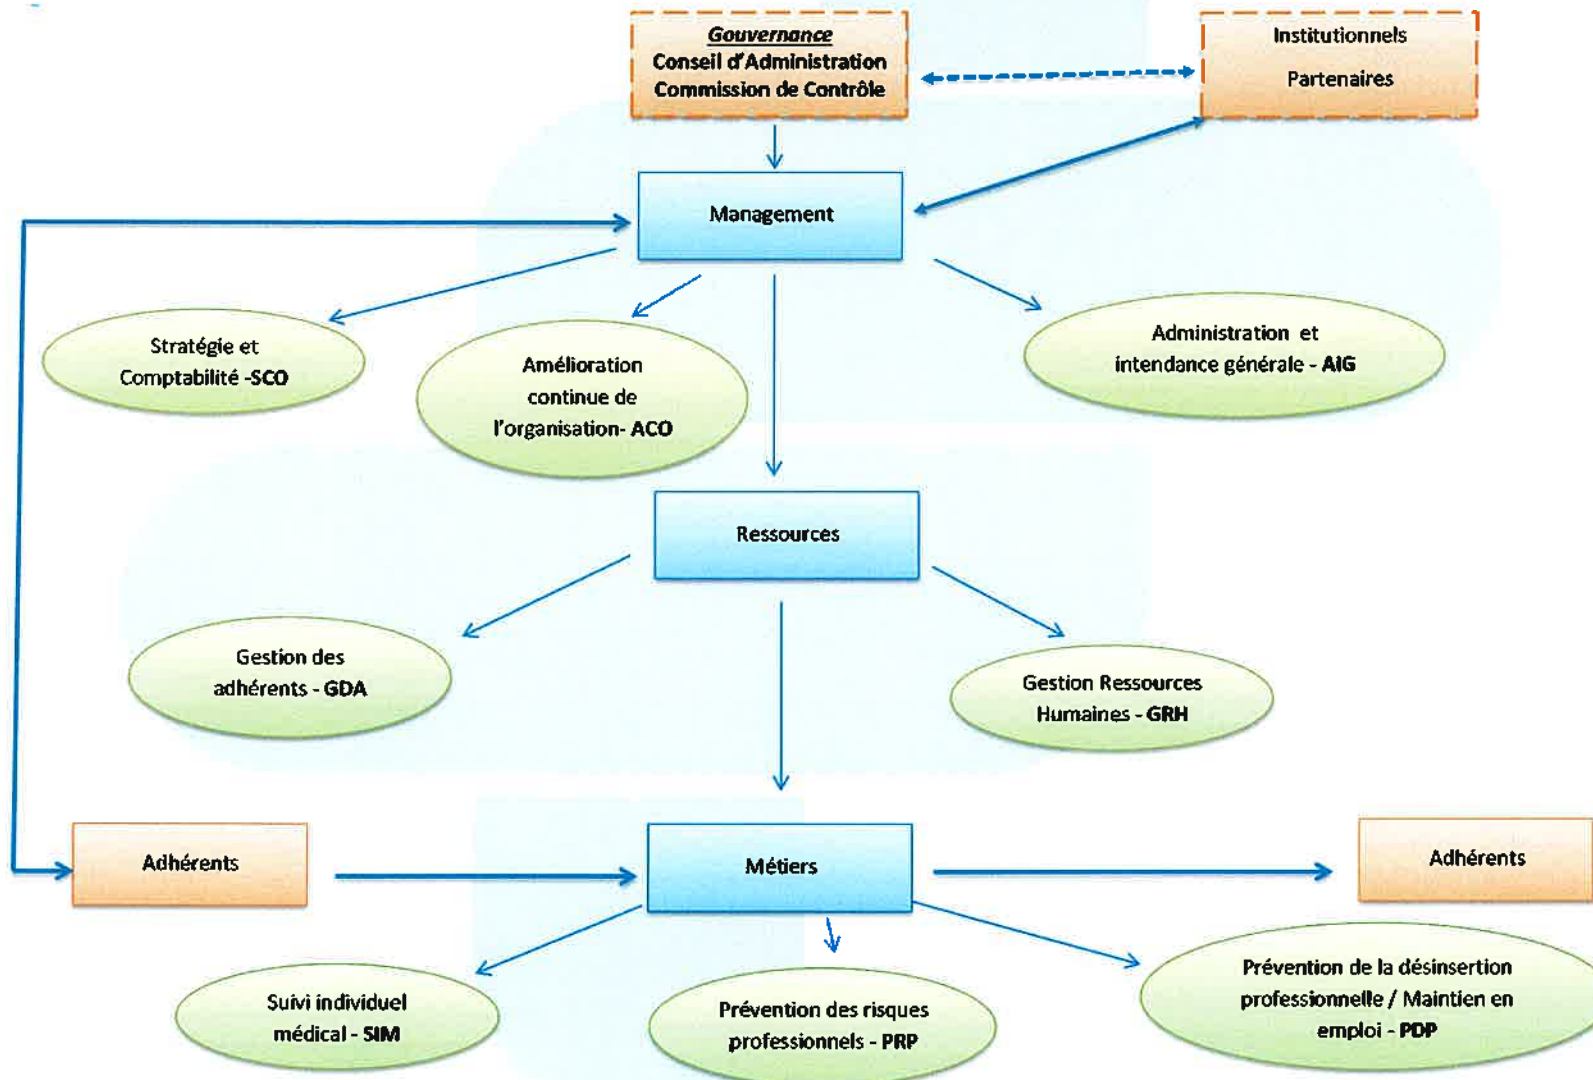 Gouvernance
Conseil d'Administration
Commission de Contrôle
Institutionnels
Partenaires
Management
Stratégie et
Comptabilité -SCO
Amélioration
continue de
l'organisation- ACO
Administration et
intendance générale - AIG
Ressources
Gestion des
adhérents - GDA
Gestion Ressources
Humaines - GRH
Adhérents
Métiers
Adhérents
Suivi individuel
médical - SIM
Prévention des risques
professionnels - PRP
Prévention de la désinsertion
professionnelle / Maintien en
emploi - PDP